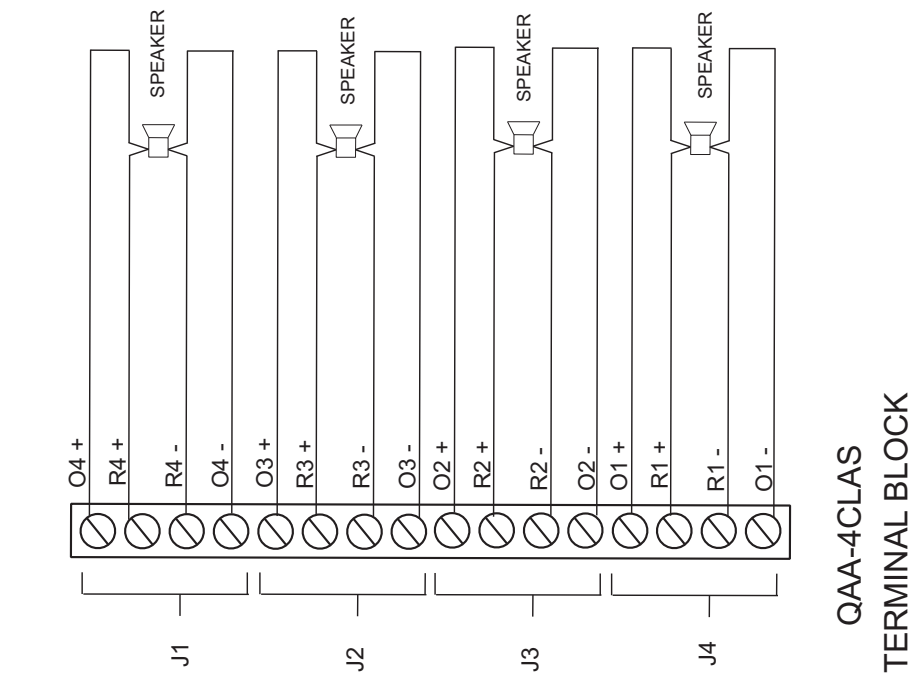 SPEAKER
SPEAKER
SPEAKER
SPEAKER
O4 +
R4 +
R4 -
O4 -
O3 +
R3 +
R3 -
O3 -
O2 +
R2 +
R2 -
O2 -
O1 +
R1 +
R1 -
O1 -
J1
J2
J3
J4
QAA-4CLAS
TERMINAL BLOCK